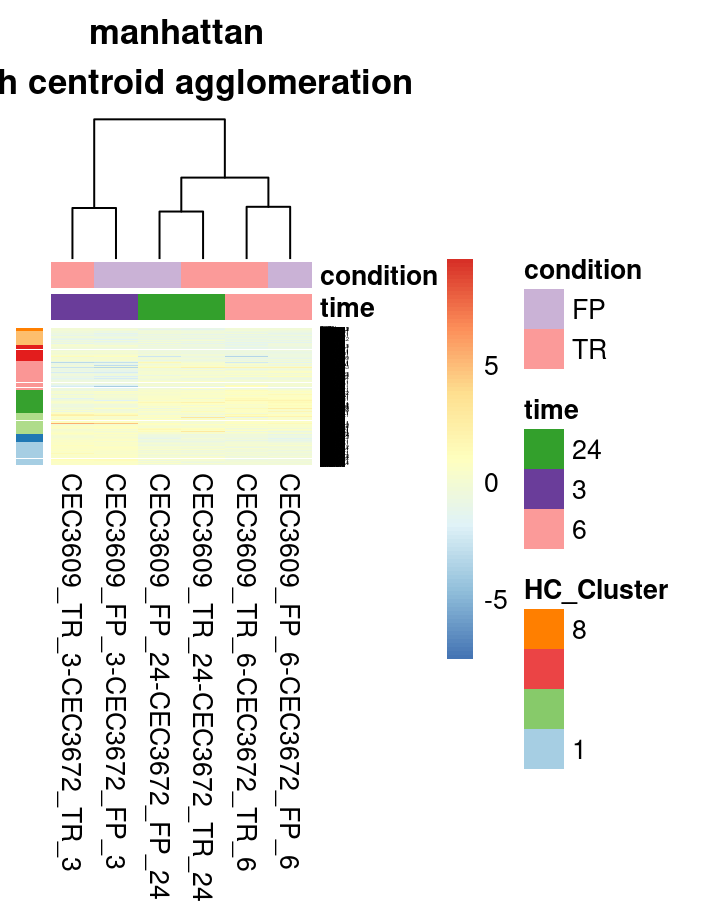 manhattan
h centroid agglomeration
condition
time
5
0
-5
condition
FP
TR
time
24
3
6
HC_Cluster
8
1
CEC3609_TR_3-CEC3672_TR_3
CEC3609_FP_3-CEC3672_FP_3
CEC3609_FP_24-CEC3672_FP_24
CEC3609_TR_24-CEC3672_TR_24
CEC3609_TR_6-CEC3672_TR_6
CEC3609_FP_6-CEC3672_FP_6